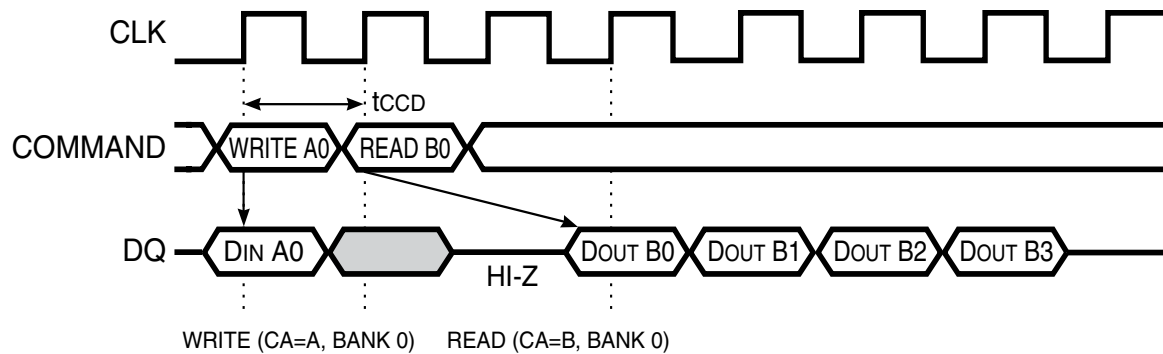 CLK
tCCD
COMMAND WRITE A0 READ B0
DQ DIN A0 DOUT B0 DOUT B1 DOUT B2 DOUT B3
HI-Z
WRITE (CA=A, BANK 0) READ (CA=B, BANK 0)